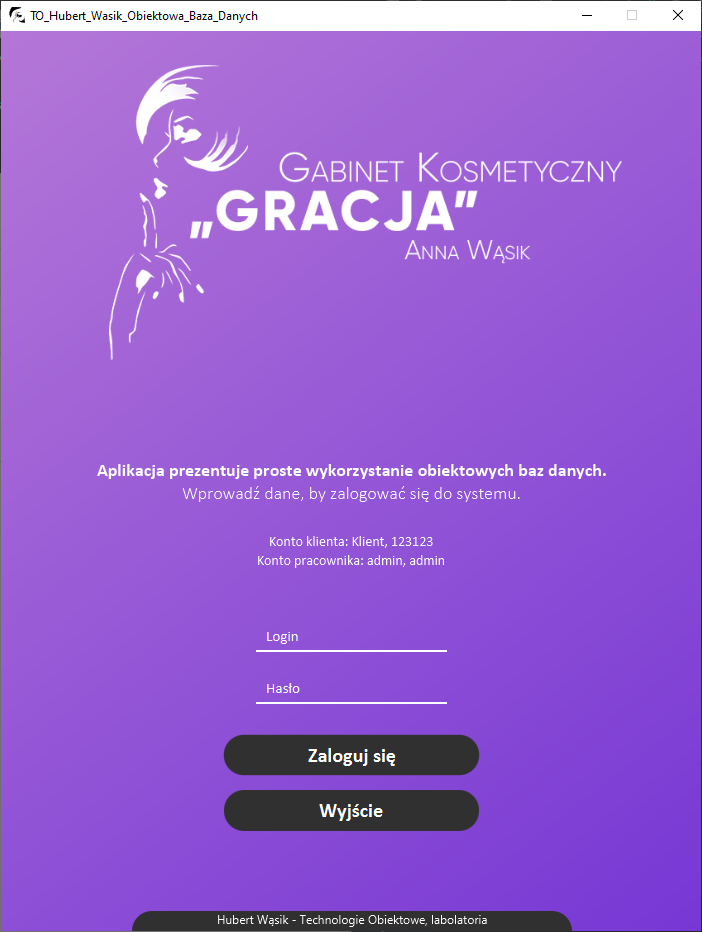 TO_Hubert_Wasik_Obiektowa_Baza_Danych
GABINET KOSMETYCZNY
„GRACJA”
ANNA WĄSIK
Aplikacja prezentuje proste wykorzystanie obiektowych baz danych.
Wprowadź dane, by zalogować się do systemu.
Konto klienta: Klient, 123123
Konto pracownika: admin, admin
Login
Hasło
Zaloguj się
Wyjście
Hubert Wąsik - Technologie Obiektowe, labolatoria